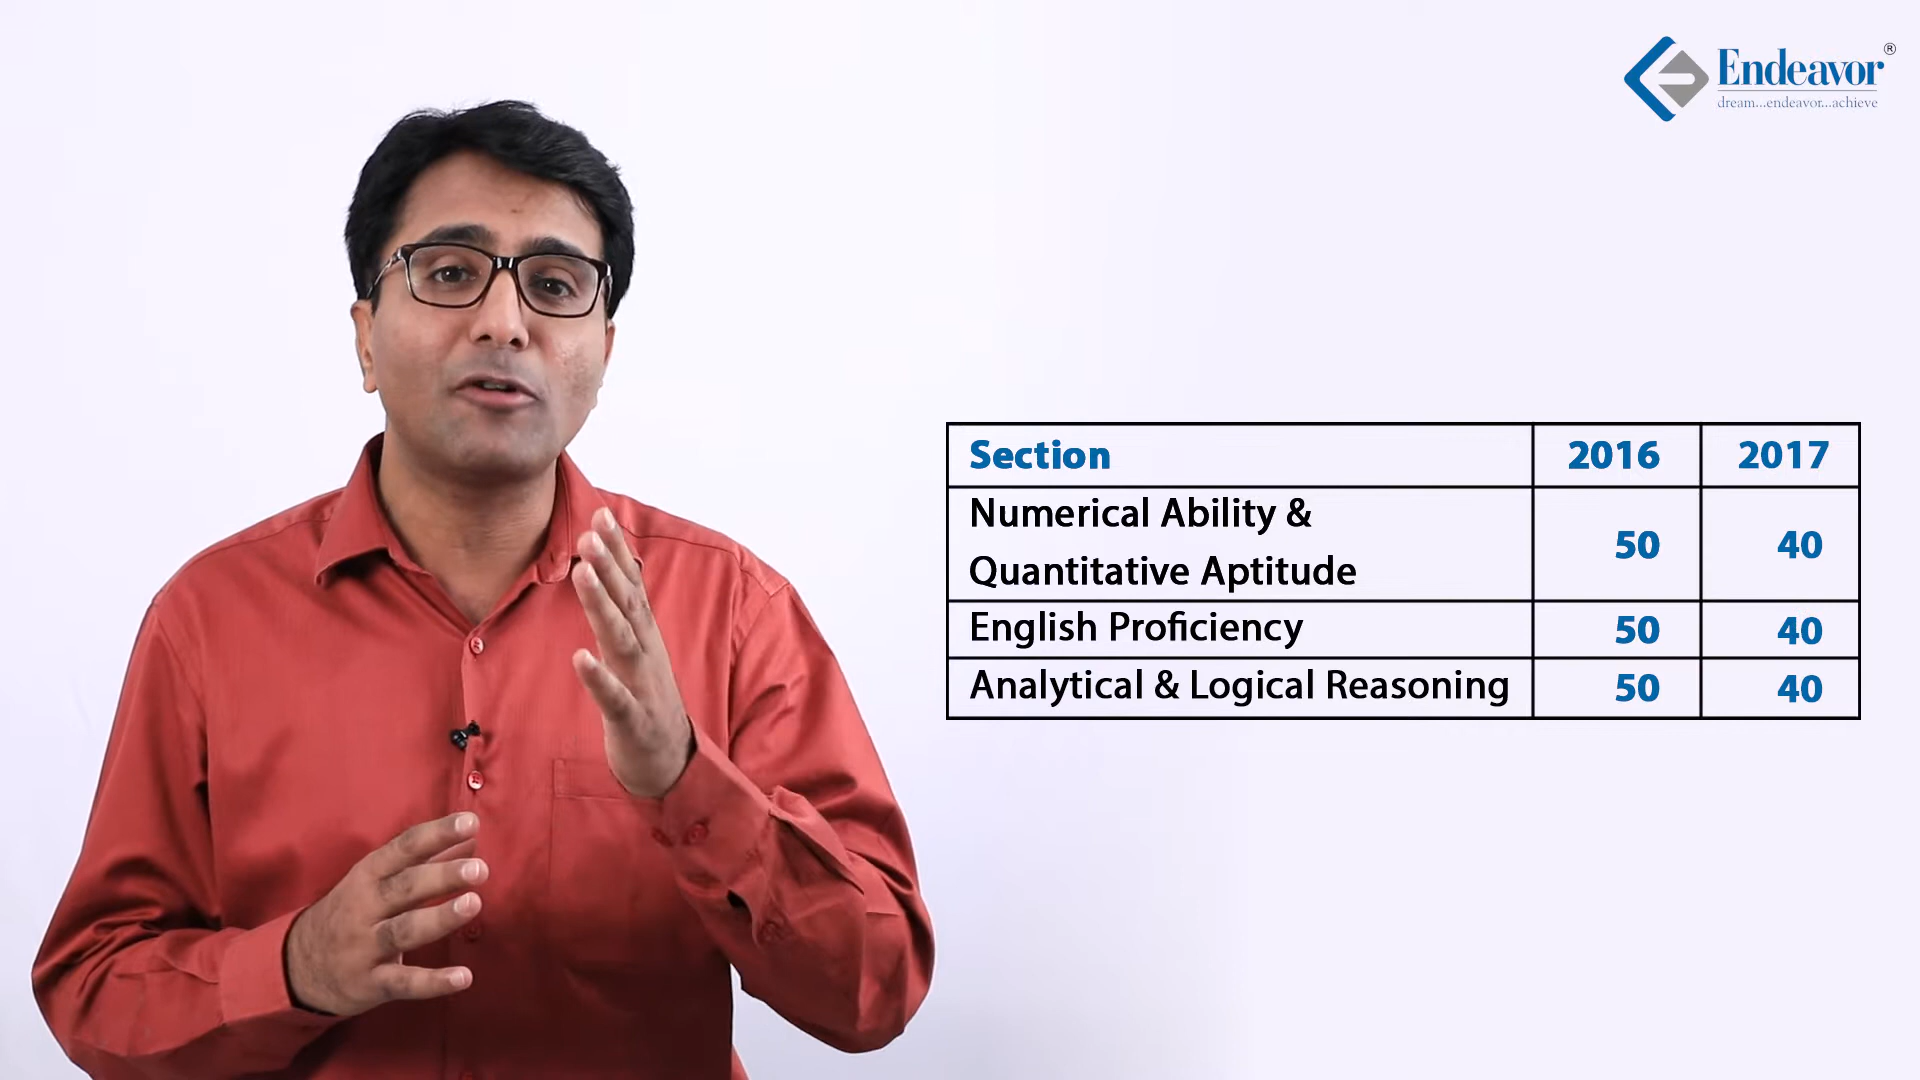 Endeavor®
dream...endeavor...achieve
Section 2016 2017
Numerical Ability &
Quantitative Aptitude 50 40
English Proficiency 50 40
Analytical & Logical Reasoning 50 40